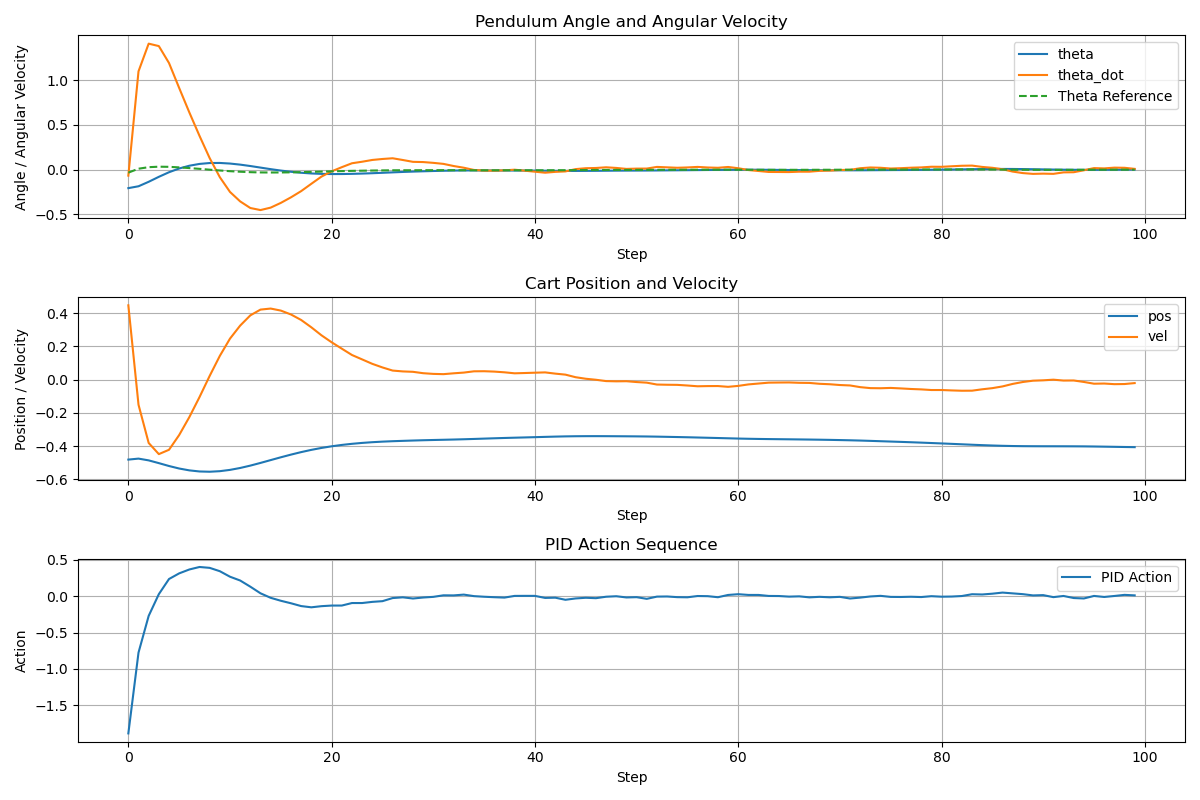 Pendulum Angle and Angular Velocity
Angle / Angular Velocity
1.0
0.5
0.0
−0.5
theta
theta_dot
Theta Reference
0 20 40 60 80 100
Step
Cart Position and Velocity
Position / Velocity
0.4
0.2
0.0
−0.2
−0.4
−0.6
pos
vel
0 20 40 60 80 100
Step
PID Action Sequence
Action
0.5
0.0
−0.5
−1.0
−1.5
PID Action
0 20 40 60 80 100
Step